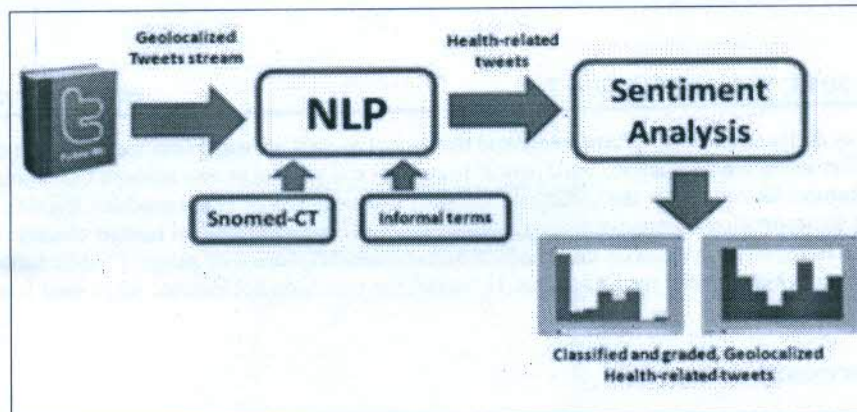 Geolocalized
Tweets stream
Health-related
tweets
NLP
Sentiment
Analysis
Snomed-CT
Informal terms
Classified and graded, Geolocalized
Health-related tweets